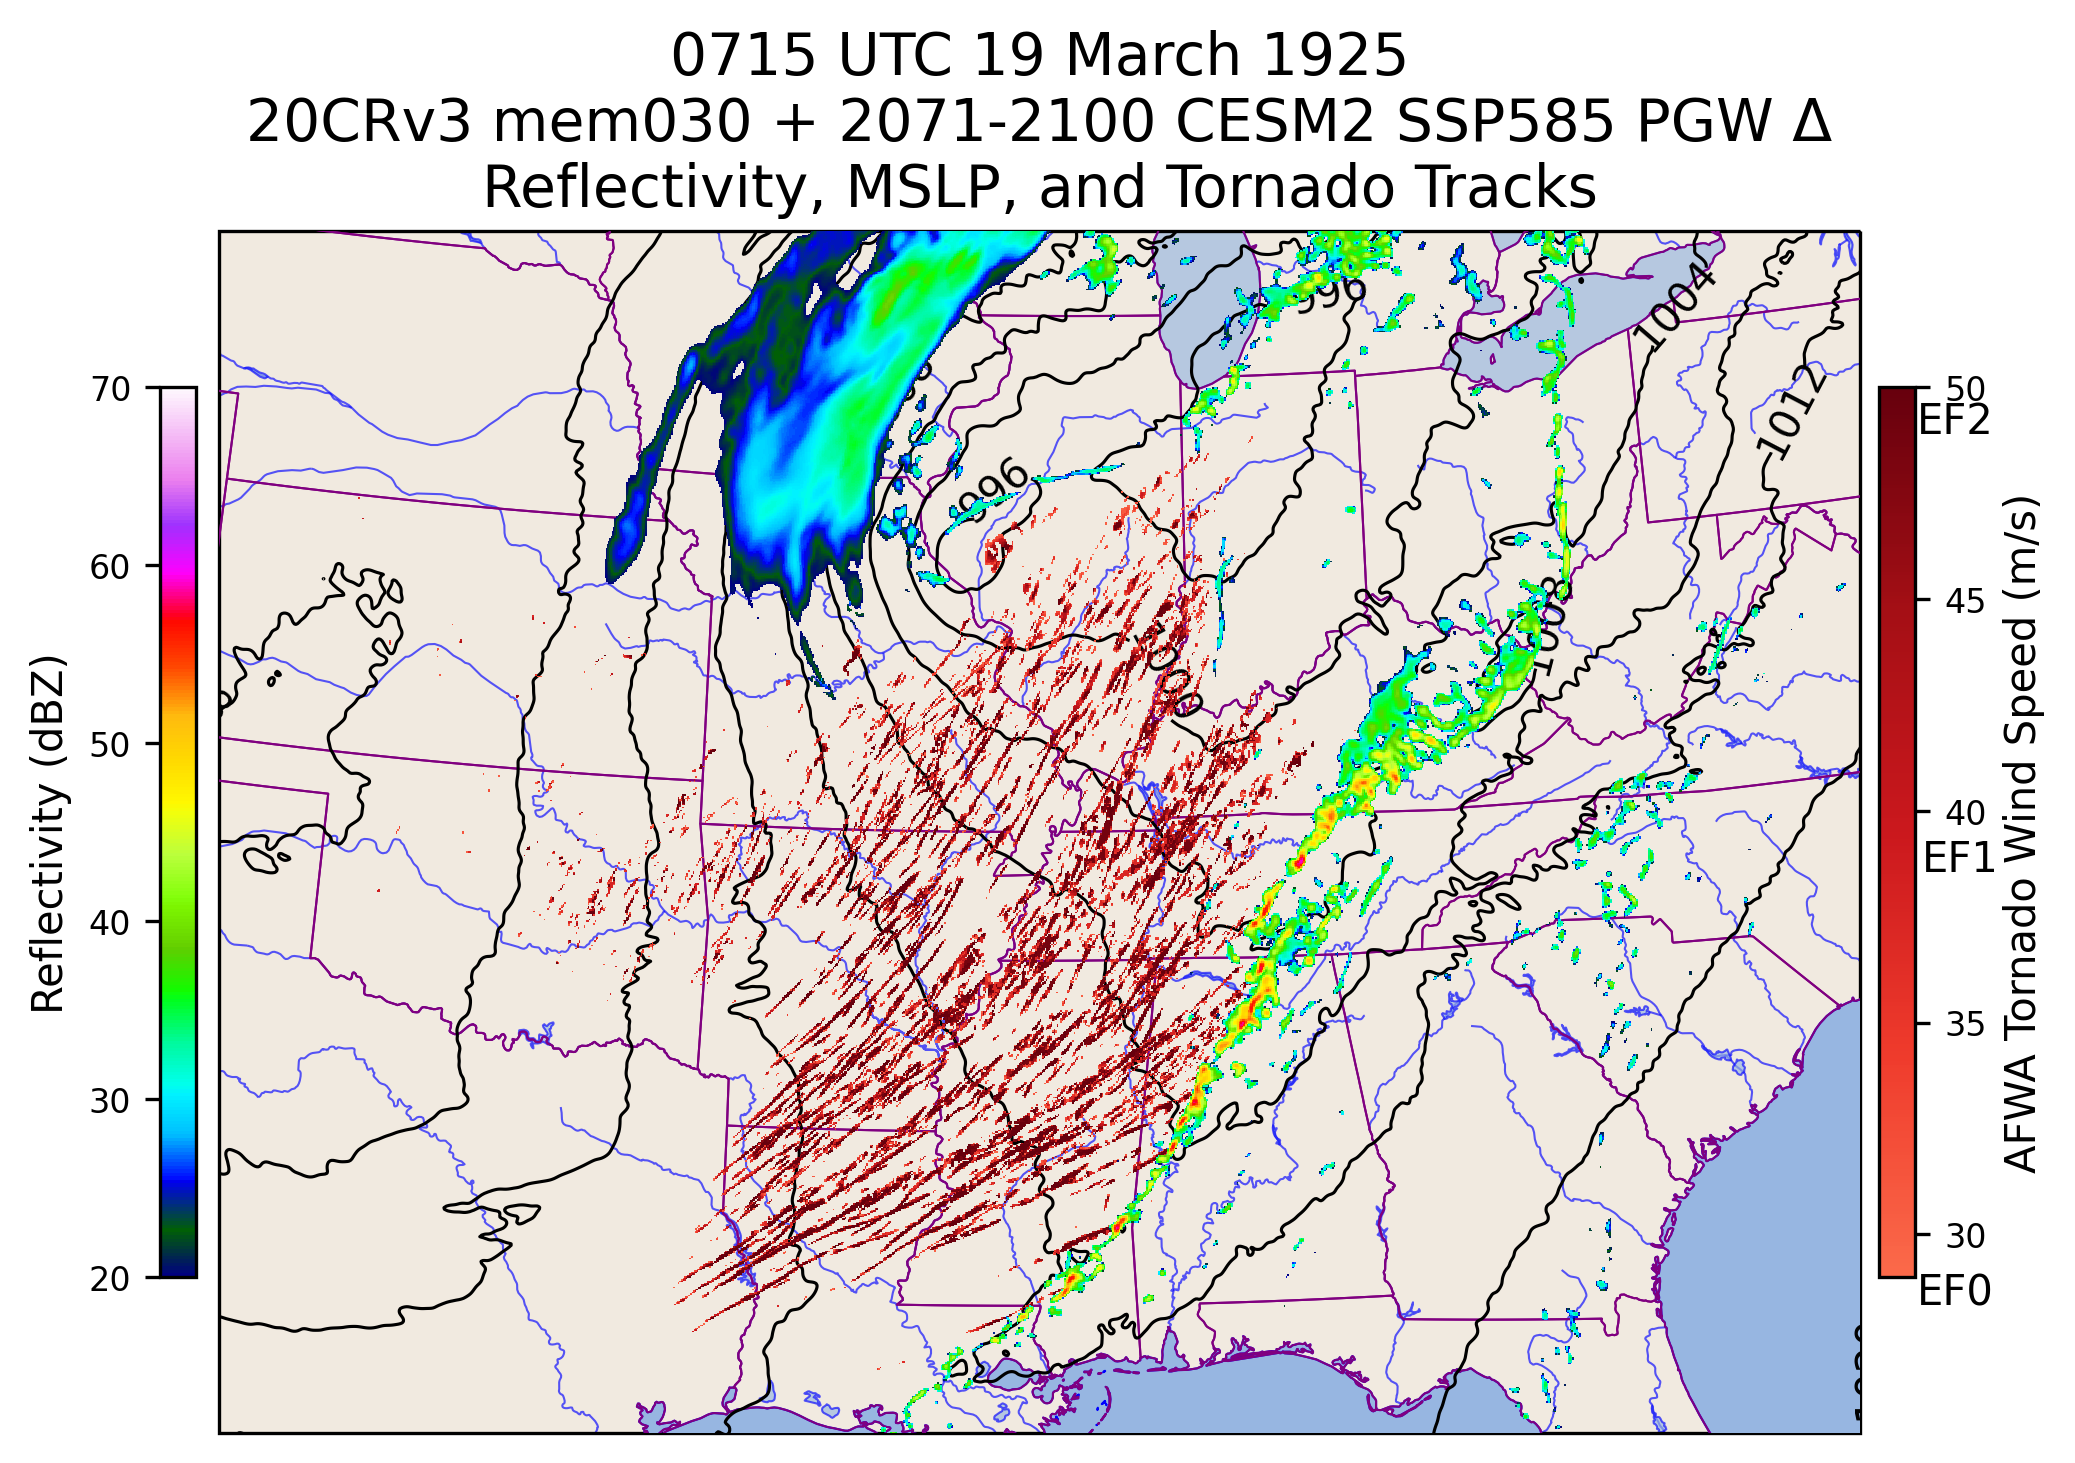 0715 UTC 19 March 1925
20CRv3 mem030 + 2071-2100 CESM2 SSP585 PGW Δ
Reflectivity, MSLP, and Tornado Tracks
Reflectivity (dBZ)
70
60
50
40
30
20
996
1004
1012
996
1008
1000
50
EF2
45
40
EF1
35
30
EF0
AFWA Tornado Wind Speed (m/s)